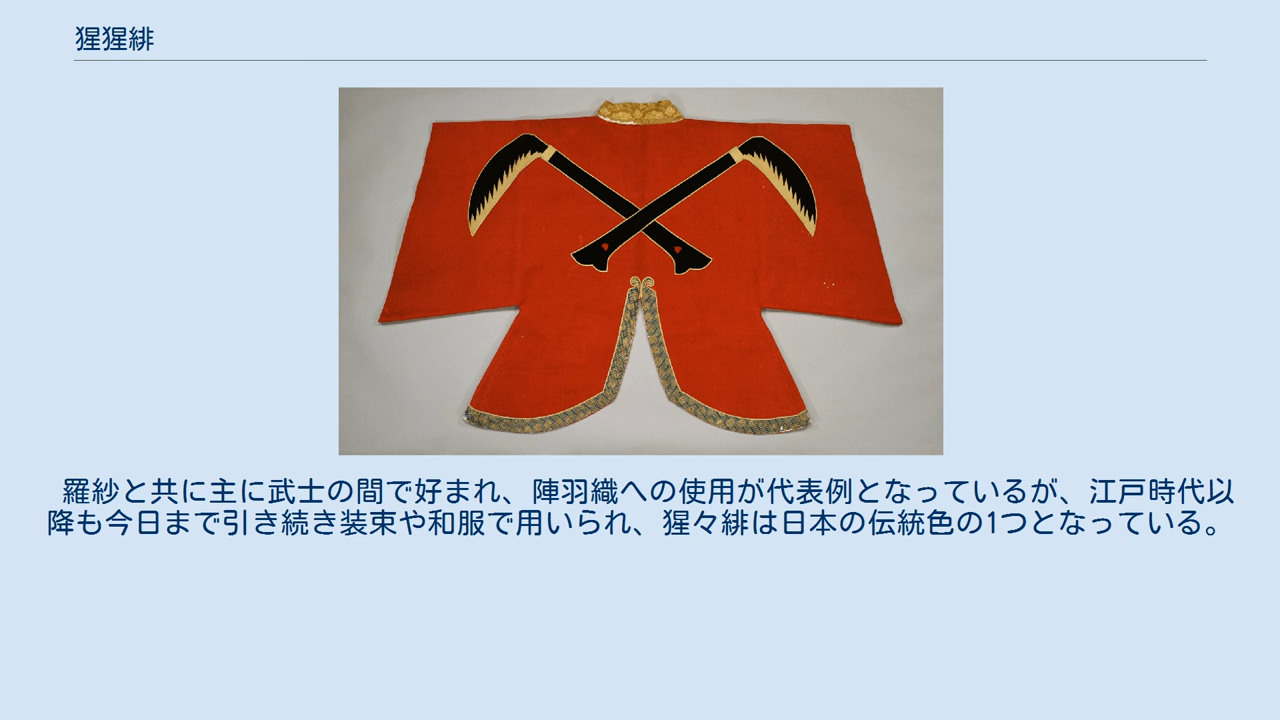 猩猩緋
羅紗と共に主に武士の間で好まれ、陣羽織への使用が代表例となっているが、江戸時代以
降も今日まで引き続き装束や和服で用いられ、猩々緋は日本の伝統色の1つとなっている。